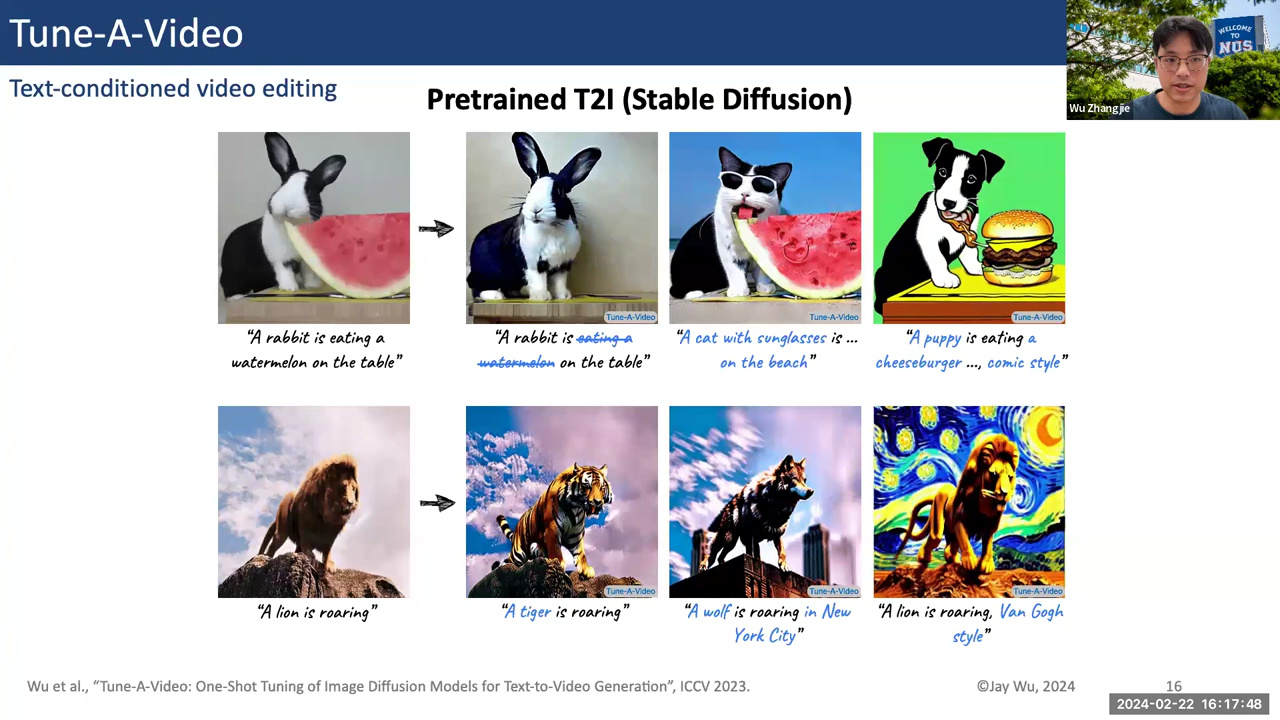 Tune-A-Video
Text-conditioned video editing
Pretrained T2I (Stable Diffusion)
WELCOME
TO
NUS
Wu Zhangjie
Tune-A-Video
Tune-A-Video
Tune-A-Video
“A rabbit is eating a
watermelon on the table”
“A rabbit is eating a
watermelon on the table”
“A cat with sunglasses is ...
on the beach”
“A puppy is eating a
cheeseburger ..., comic style”
Tune-A-Video
Tune-A-Video
Tune-A-Video
“A lion is roaring”
“A tiger is roaring”
“A wolf is roaring in New
York City”
“A lion is roaring, Van Gogh
style”
Wu et al., “Tune-A-Video: One-Shot Tuning of Image Diffusion Models for Text-to-Video Generation”, ICCV 2023.
©Jay Wu, 2024
16
2024-02-22 16:17:48